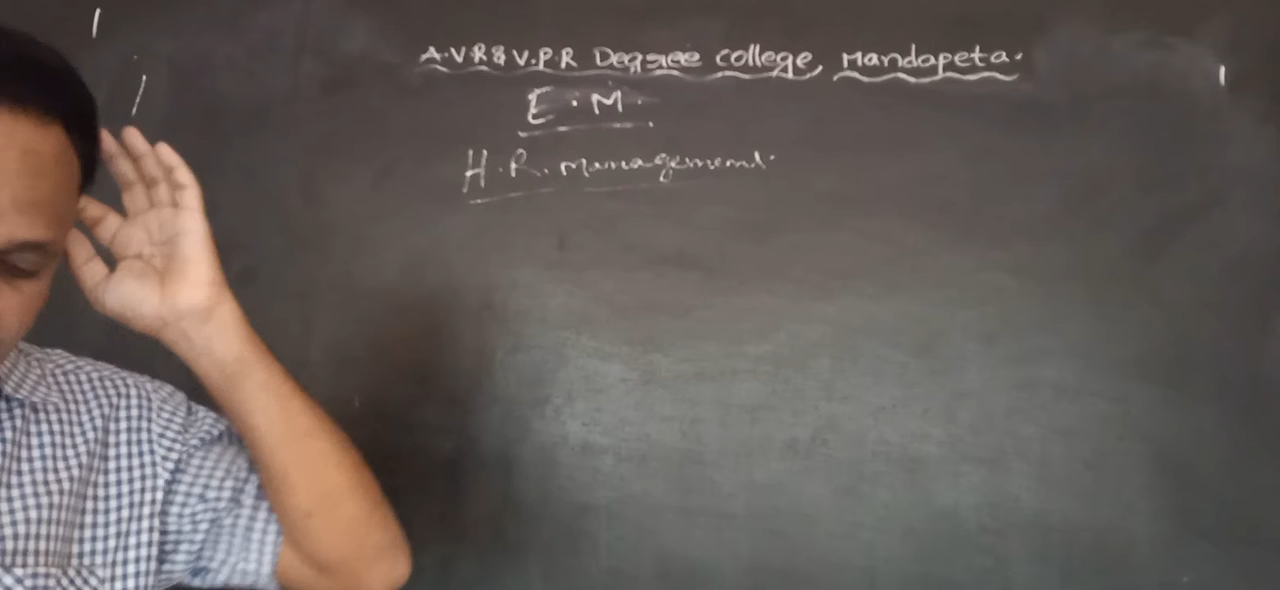 A.V.R & V.P.R Degree college, Mandapeta.
E.M.
H.R. management.